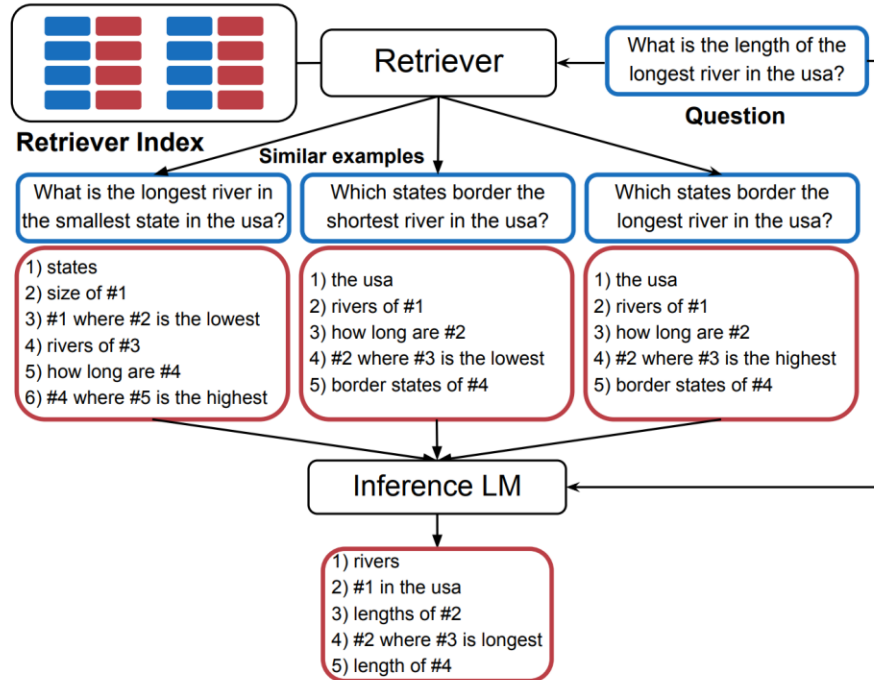 Retriever
What is the length of the
longest river in the usa?
Question
Retriever Index
Similar examples
What is the longest river in
the smallest state in the usa?
Which states border the
shortest river in the usa?
Which states border the
longest river in the usa?
1) states
2) size of #1
3) #1 where #2 is the lowest
4) rivers of #3
5) how long are #4
6) #4 where #5 is the highest
1) the usa
2) rivers of #1
3) how long are #2
4) #2 where #3 is the lowest
5) border states of #4
1) the usa
2) rivers of #1
3) how long are #2
4) #2 where #3 is the highest
5) border states of #4
Inference LM
1) rivers
2) #1 in the usa
3) lengths of #2
4) #2 where #3 is longest
5) length of #4